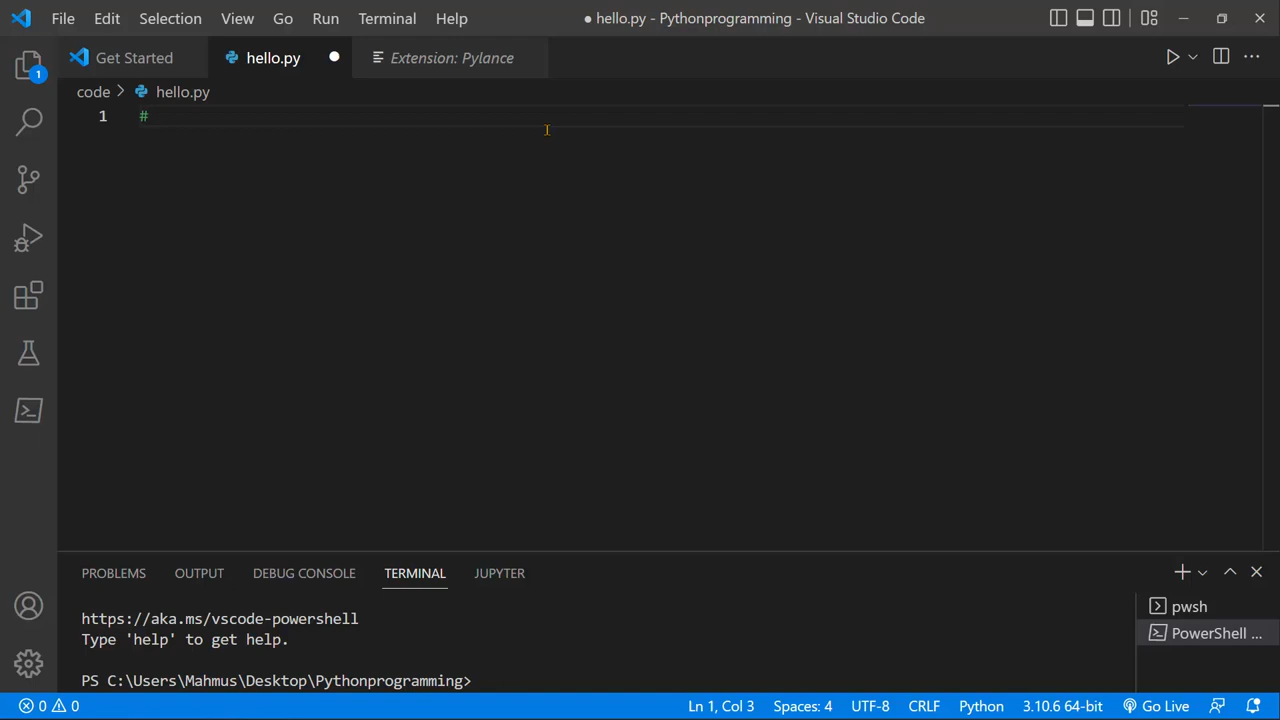 File Edit Selection View Go Run Terminal Help ● hello.py - Pythonprogramming - Visual Studio Code
Get Started hello.py Extension: Pylance
code hello.py
1 #
PROBLEMS OUTPUT DEBUG CONSOLE TERMINAL JUPYTER
https://aka.ms/vscode-powershell
Type 'help' to get help.
PS C:\Users\Mahmus\Desktop\Pythonprogramming>
pwsh
PowerShell ...
1
0 0 Ln 1, Col 3 Spaces: 4 UTF-8 CRLF Python 3.10.6 64-bit Go Live